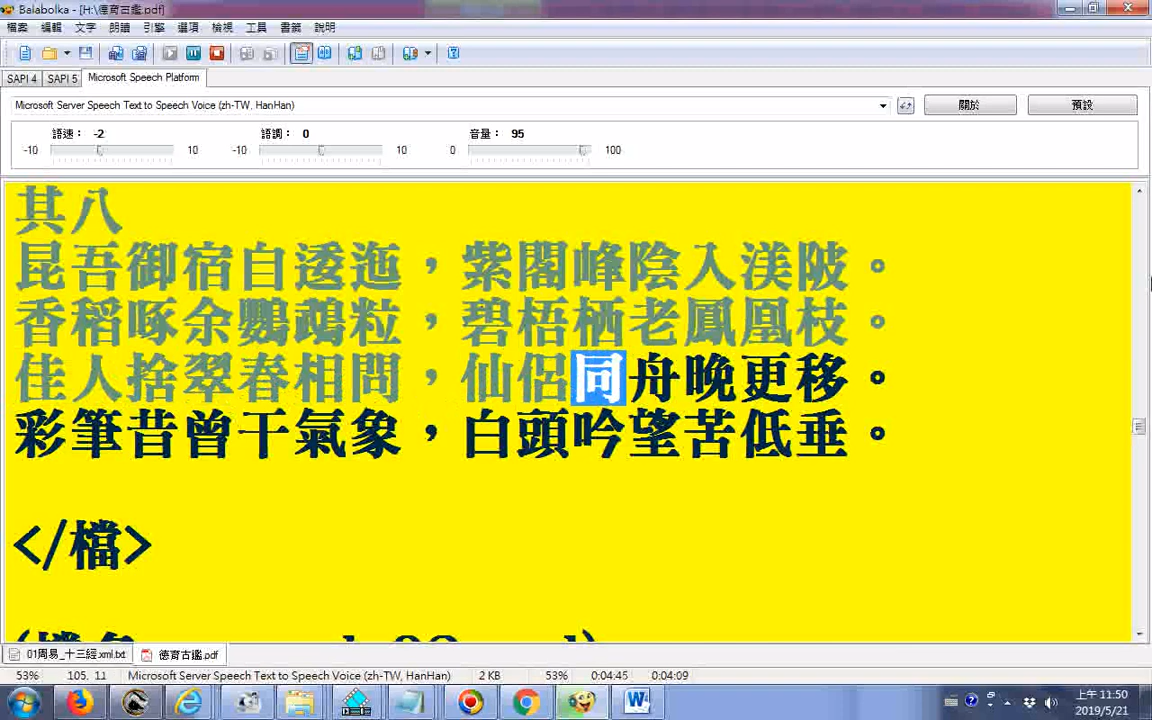 Balabolka - [H:\德育古鑑.pdf]
檔案 編輯 文字 朗讀 引擎 選項 檢視 工具 書籤 說明
SAPI 4 SAPI 5 Microsoft Speech Platform
Microsoft Server Speech Text to Speech Voice (zh-TW, HanHan) 關於 預設
語速： -2 語調： 0 音量： 95
-10 10 -10 10 0 100
其八
昆吾御宿自逶迤，紫閣峰陰入渼陂。
香稻啄余鸚鵡粒，碧梧栖老鳳凰枝。
佳人捨翠春相問，仙侶同舟晚更移。
彩筆昔曾干氣象，白頭吟望苦低垂。
</檔>
01周易_十三經.xml.txt 德育古鑑.pdf
53% 105. 11 Microsoft Server Speech Text to Speech Voice (zh-TW, HanHan) 2 KB 53% 0:04:45 0:04:09
上午 11:50
2019/5/21